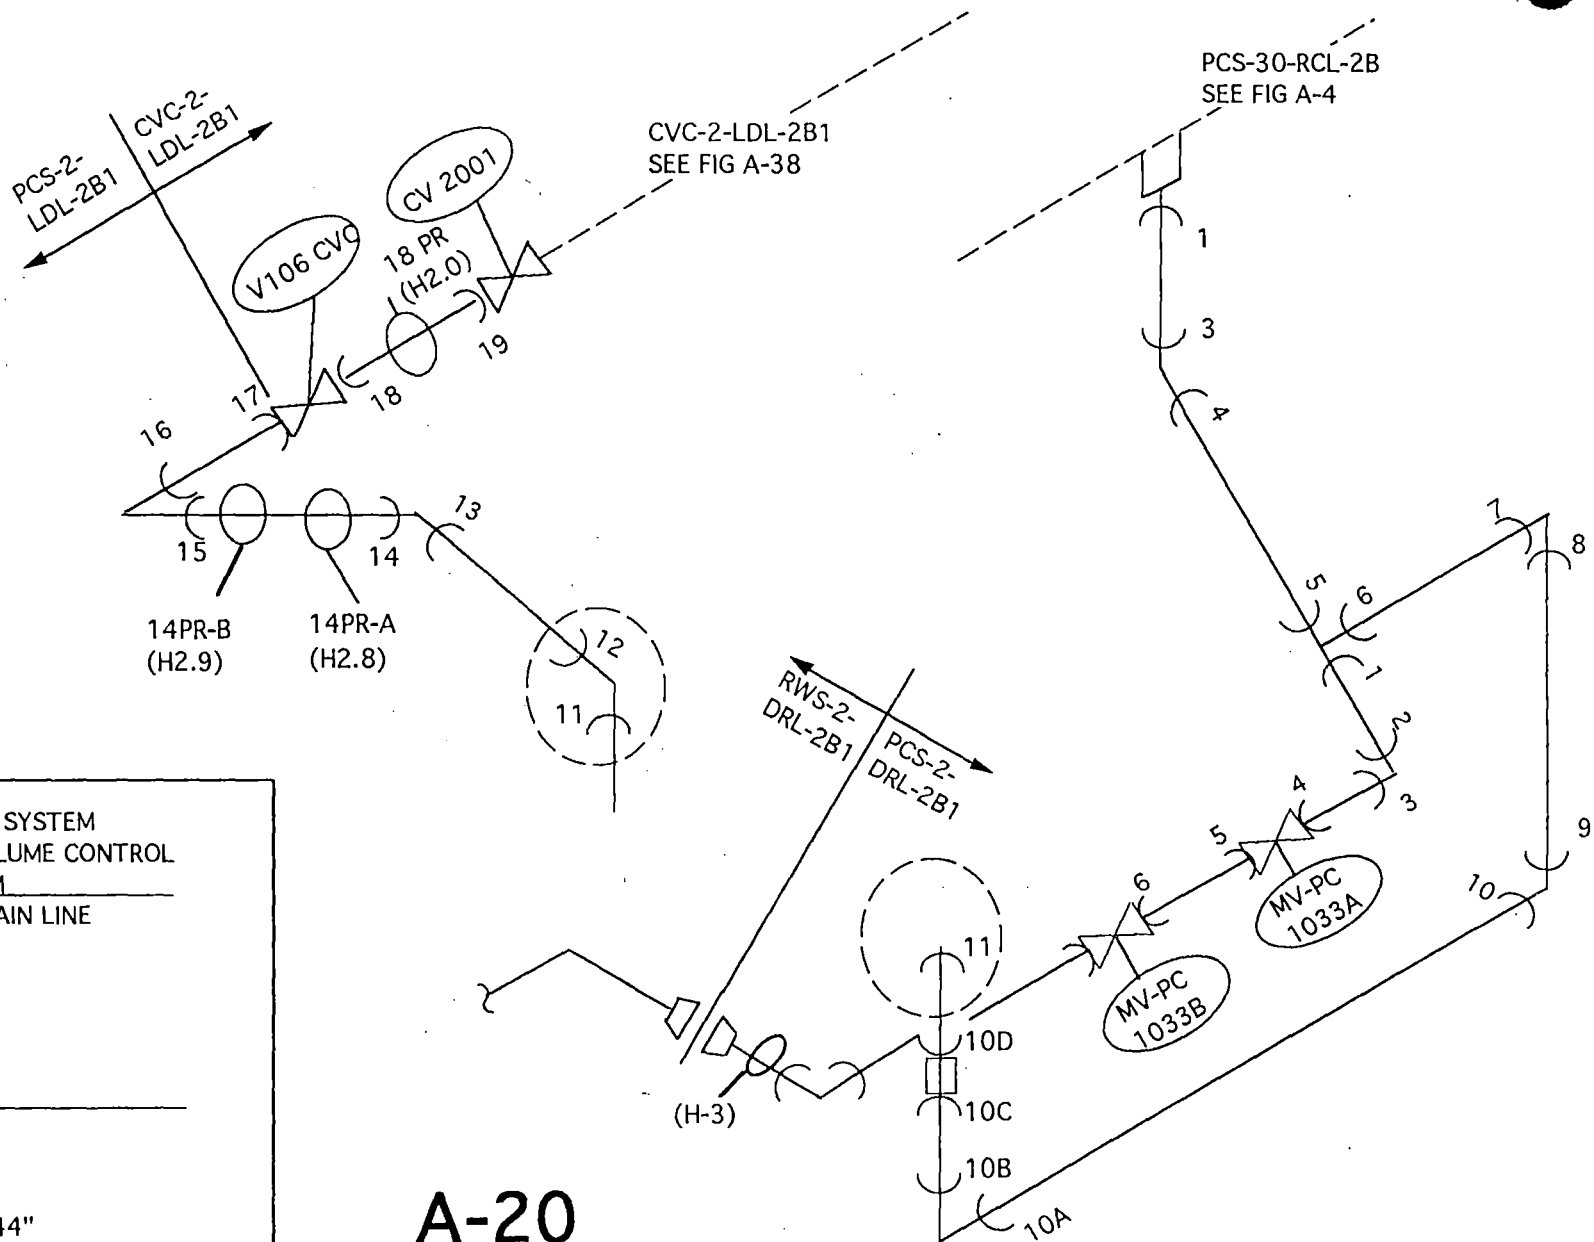 PCS-30-RCL-2B
SEE FIG A-4
CVC-2-
LDL-2B1
PCS-2-
LDL-2B1
CVC-2-LDL-2B1
SEE FIG A-38
CV 2001
V106 CVC
18 PR
(H2.0)
1
3
4
5
6
7
8
9
10
1
2
3
4
5
6
19
18
17
16
15
14
13
12
11
14PR-B
(H2.9)
14PR-A
(H2.8)
RWS-2-
DRL-2B1
PCS-2-
DRL-2B1
MV-PC
1033A
MV-PC
1033B
11
10D
10C
10B
10A
(H-3)
SYSTEM
LUME CONTROL
AIN LINE
44"
A-20